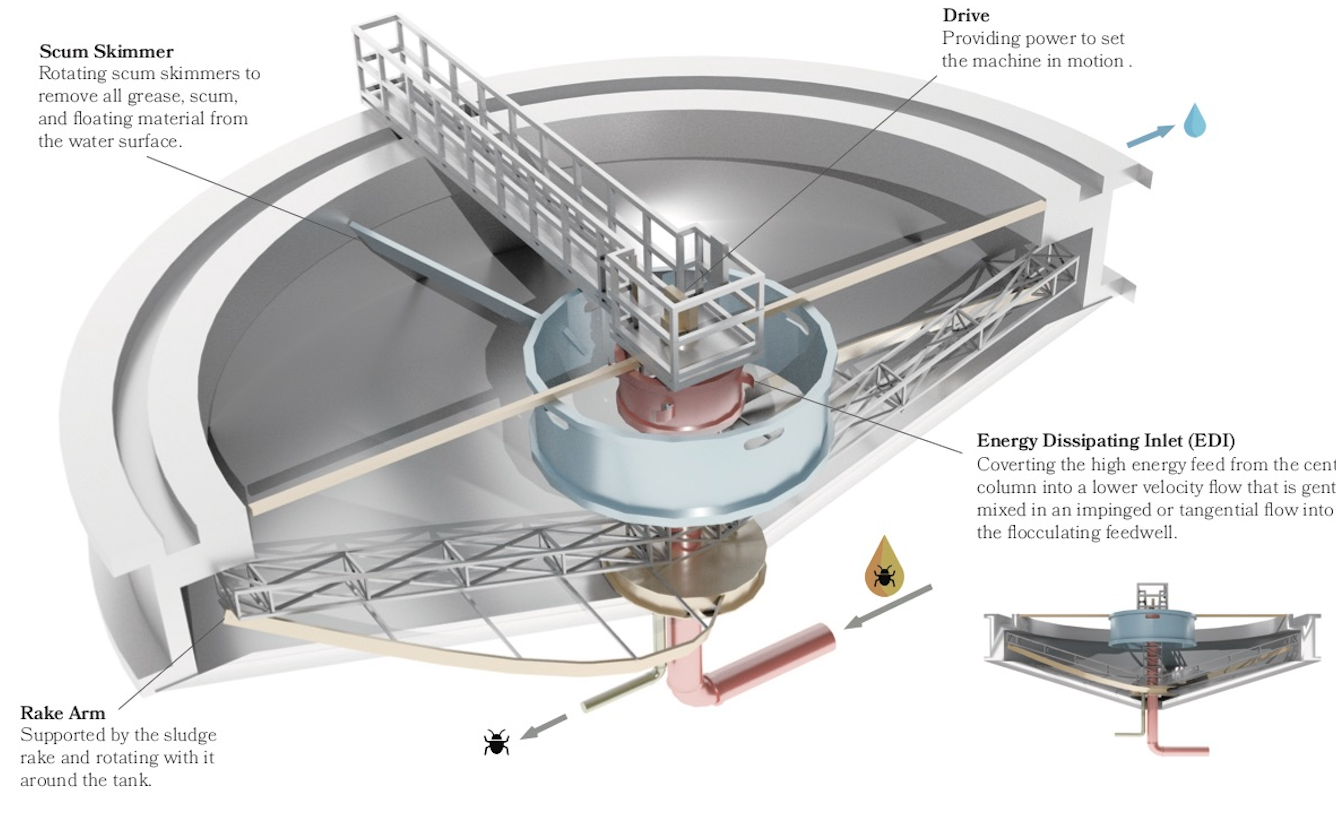 Drive
Providing power to set
the machine in motion .
Scum Skimmer
Rotating scum skimmers to
remove all grease, scum,
and floating material from
the water surface.
Energy Dissipating Inlet (EDI)
Coverting the high energy feed from the cent
column into a lower velocity flow that is gent
mixed in an impinged or tangential flow into
the flocculating feedwell.
Rake Arm
Supported by the sludge
rake and rotating with it
around the tank.